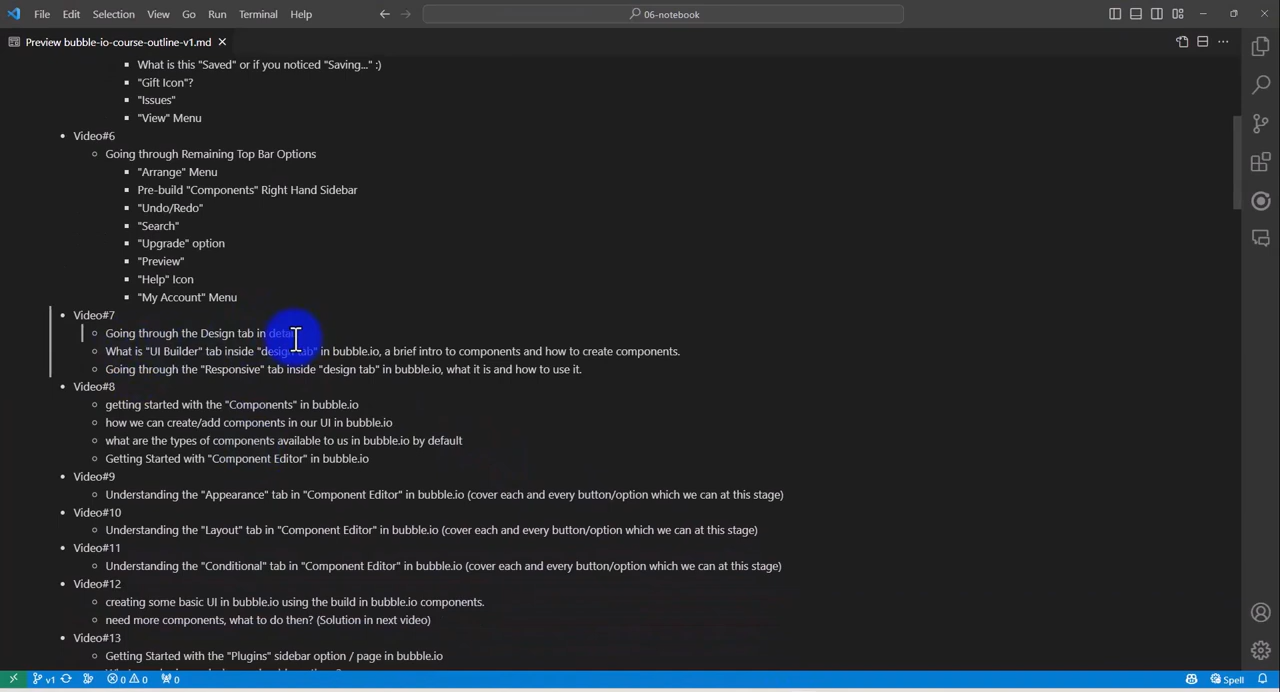 File Edit Selection View Go Run Terminal Help
06-notebook
Preview bubble-io-course-outline-v1.md
What is this "Saved" or if you noticed "Saving..." :)
"Gift Icon"?
"Issues"
"View" Menu
Video#6
Going through Remaining Top Bar Options
"Arrange" Menu
Pre-build "Components" Right Hand Sidebar
"Undo/Redo"
"Search"
"Upgrade" option
"Preview"
"Help" Icon
"My Account" Menu
Video#7
Going through the Design tab in detail
What is "UI Builder" tab inside "design tab" in bubble.io, a brief intro to components and how to create components.
Going through the "Responsive" tab inside "design tab" in bubble.io, what it is and how to use it.
Video#8
getting started with the "Components" in bubble.io
how we can create/add components in our UI in bubble.io
what are the types of components available to us in bubble.io by default
Getting Started with "Component Editor" in bubble.io
Video#9
Understanding the "Appearance" tab in "Component Editor" in bubble.io (cover each and every button/option which we can at this stage)
Video#10
Understanding the "Layout" tab in "Component Editor" in bubble.io (cover each and every button/option which we can at this stage)
Video#11
Understanding the "Conditional" tab in "Component Editor" in bubble.io (cover each and every button/option which we can at this stage)
Video#12
creating some basic UI in bubble.io using the build in bubble.io components.
need more components, what to do then? (Solution in next video)
Video#13
Getting Started with the "Plugins" sidebar option / page in bubble.io
v1 0 0 0 Spell